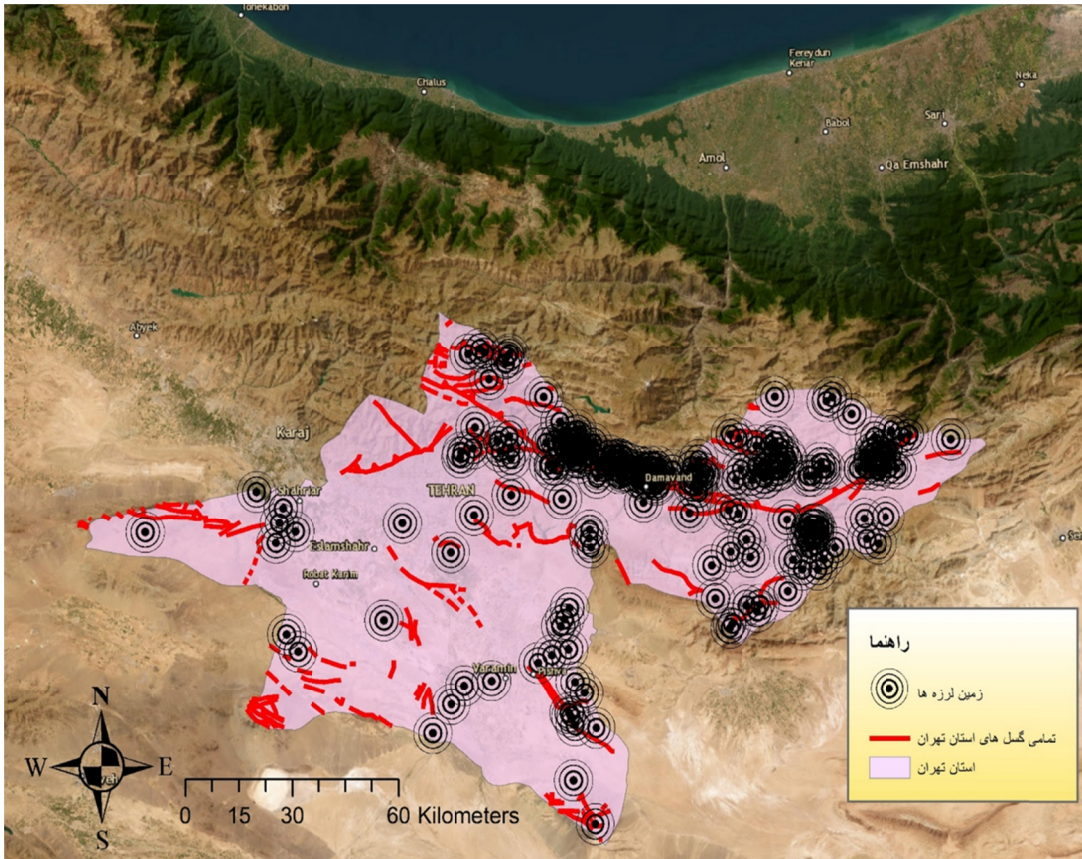 Tonekabon
Chalus
Fereydun
Kenar
Neka
Babol
Sari
Amol
Qa Emshahr
Abyek
Karaj
Damavand
TEHRAN
Shahriar
Eslamshahr
Robat Karim
Varamin
Pishva
راهنما
زمین لرزه ها
تمامی گسل های استان تهران
استان تهران
N
W
E
S
0 15 30 60 Kilometers